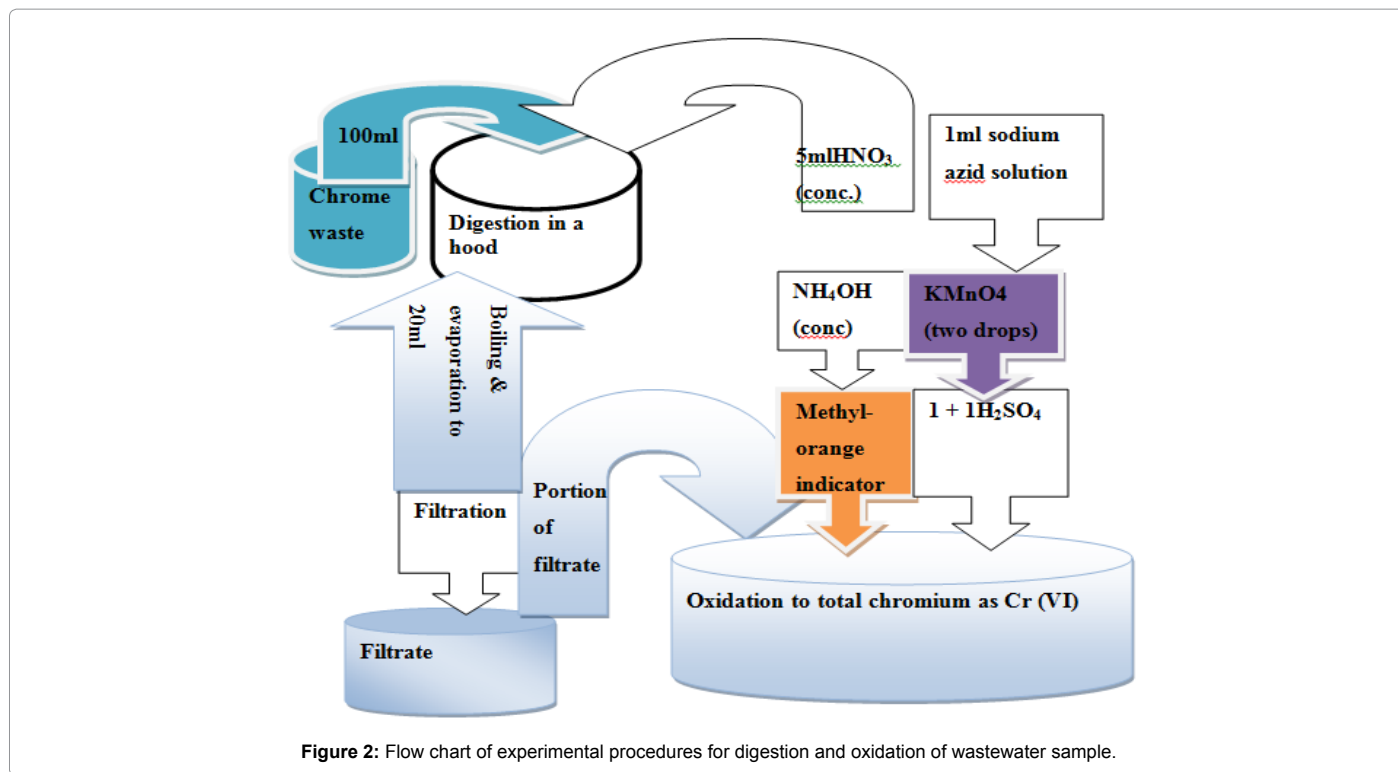 100ml
Chrome
waste
Digestion in a
hood
5mlHNO₃
(conc.)
1ml sodium
azid solution
NH₄OH
(conc)
KMnO4
(two drops)
Boiling &
evaporation to
20ml
Methyl-
orange
indicator
1 + 1H₂SO₄
Filtration
Portion
of
filtrate
Filtrate
Oxidation to total chromium as Cr (VI)
Figure 2: Flow chart of experimental procedures for digestion and oxidation of wastewater sample.